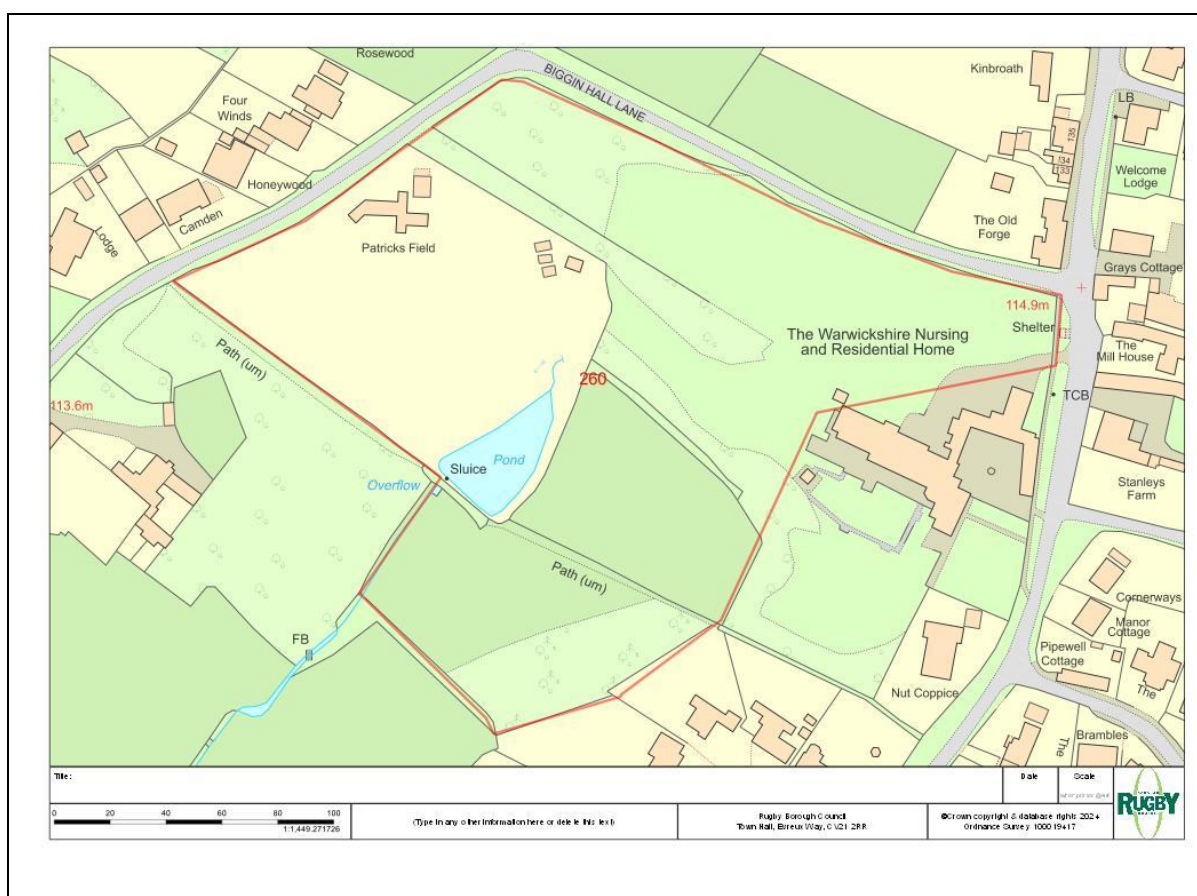 Rosewood
BIGGIN HALL LANE
Kinbroath
Four
Winds
LB
135
134
133
Honeywood
Welcome
Lodge
Camden
The Old
Forge
Lodge
Patricks Field
Grays Cottage
114.9m
Shelter
The Warwickshire Nursing
and Residential Home
The
Mill House
Path (um)
260
TCB
113.6m
Sluice
Pond
Overflow
Stanleys
Farm
Path (um)
Cornerways
Manor
Cottage
FB
Pipewell
Cottage
The
Nut Coppice
The
Brambles
Title:
Date
Scale
0 20 40 60 80 100
1:1,449.271726
(Type in any other information here or delete this text)
Rugby Borough Council
Town Hall, Evreux Way, CV21 2RR
©Crown copyright & database rights 2024
Ordnance Survey 100019417
RUGBY